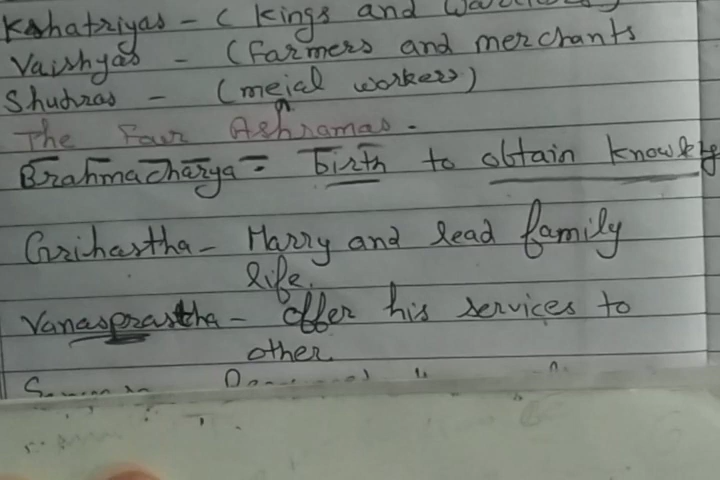 Kshatriyas - ( Kings and
Vaishyas - (Farmers and merchants
Shudras - (meial workers)
The Four Ashramas.
Brahmacharya = birth to obtain knowledge
Grihastha - Marry and lead family
life.
Vanasprastha - offer his services to
other.